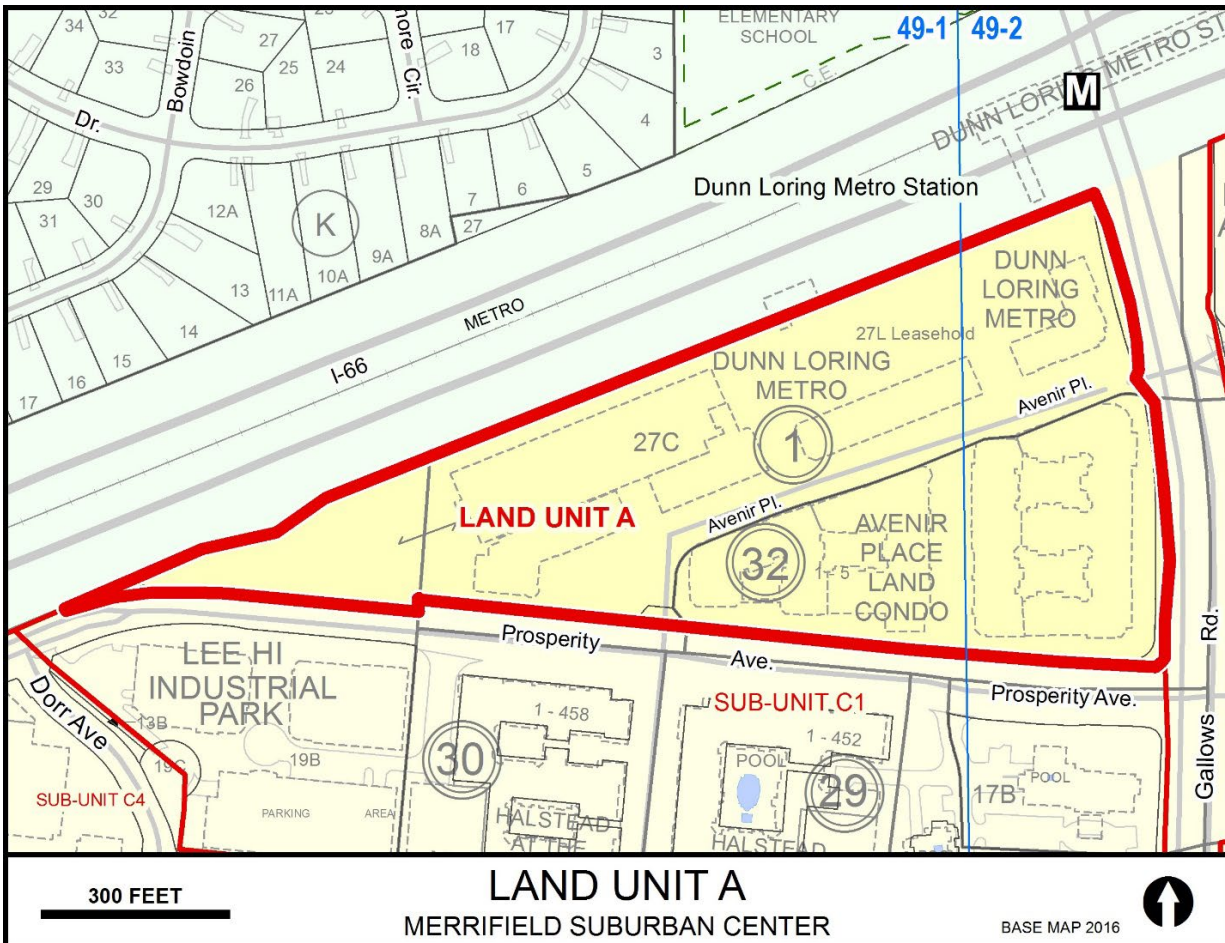 ELEMENTARY
SCHOOL
49-1
49-2
34
32
33
27
25
24
26
17
18
3
4
Bowdoin
more Cir.
Dr.
C.E.
M
DUNN LORING METRO ST
Dunn Loring Metro Station
29
30
31
12A
K
7
6
5
27
8A
9A
10A
11A
13
14
15
16
17
METRO
I-66
DUNN
LORING
METRO
27L Leasehold
DUNN LORING
METRO
Avenir Pl.
27C
1
LAND UNIT A
Avenir Pl.
32
1 - 5
AVENIR
PLACE
LAND
CONDO
Prosperity
Ave.
Prosperity Ave.
Gallows
Rd.
LEE HI
INDUSTRIAL
PARK
Dorr Ave
13B
19C
19B
SUB-UNIT C4
PARKING
AREA
1 - 458
30
HALSTEAD
AT THE
SUB-UNIT C1
1 - 452
POOL
29
HALSTEAD
17B
POOL
300 FEET
LAND UNIT A
MERRIFIELD SUBURBAN CENTER
BASE MAP 2016